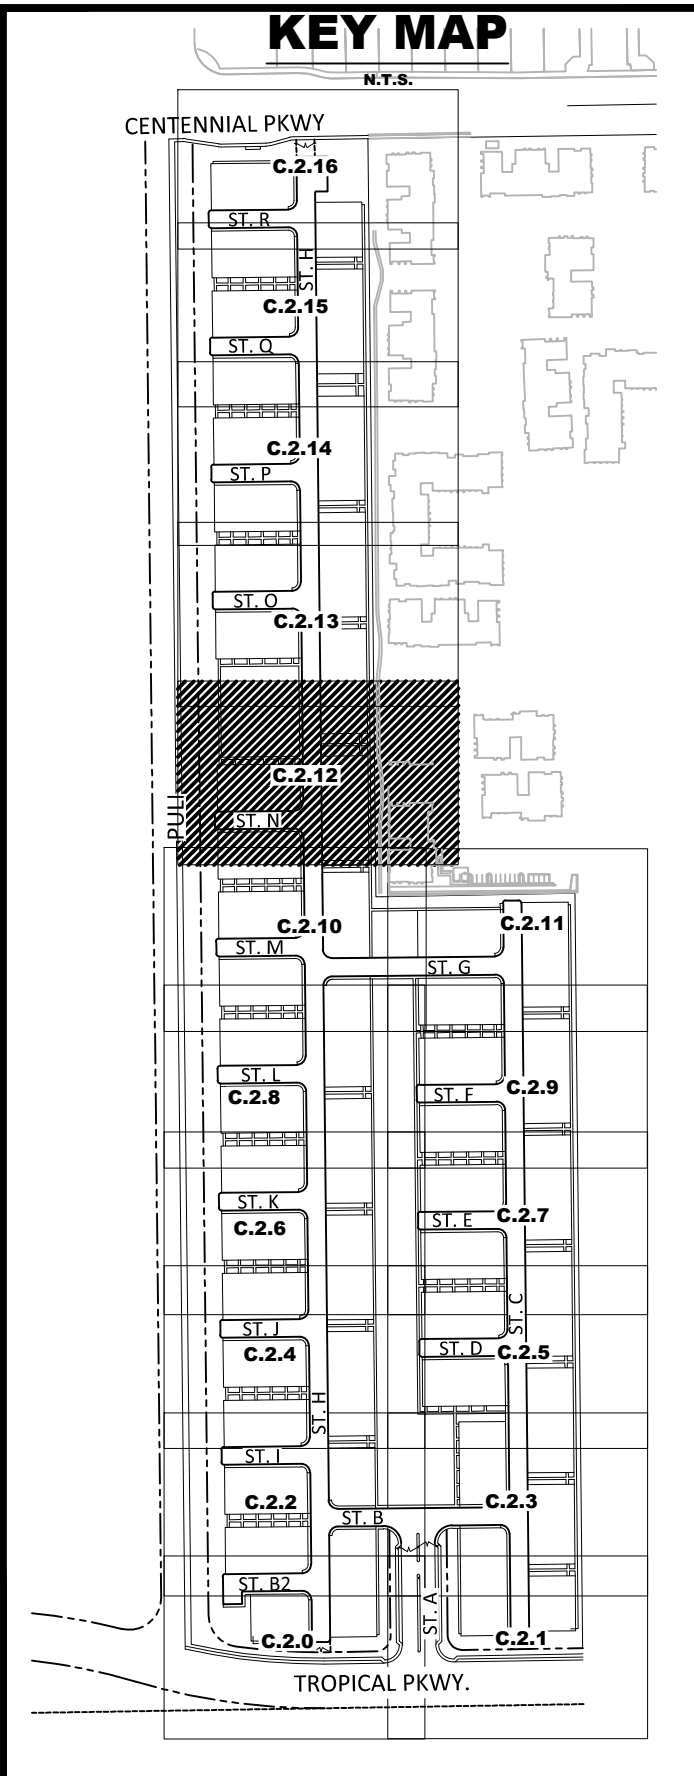 KEY MAP
N.T.S.
CENTENNIAL PKWY
C.2.16
ST. R
ST. H
C.2.15
ST. Q
C.2.14
ST. P
ST. O
C.2.13
C.2.12
PULI
ST. N
C.2.10
C.2.11
ST. M
ST. G
ST. L
C.2.8
C.2.9
ST. F
ST. K
C.2.6
C.2.7
ST. E
ST. C
ST. J
C.2.4
ST. D
C.2.5
ST. H
ST. I
C.2.2
C.2.3
ST. B
ST. B2
ST. A
C.2.0
C.2.1
TROPICAL PKWY.